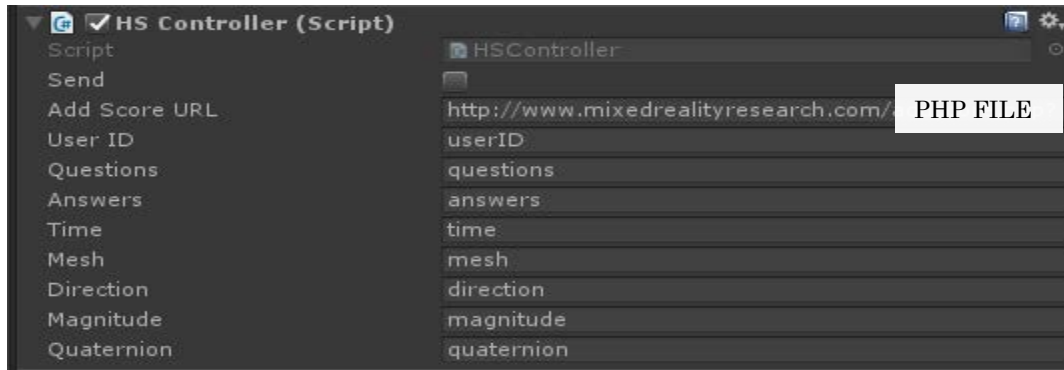 HS Controller (Script)
Script HSController
Send
Add Score URL http://www.mixedrealityresearch.com/ PHP FILE
User ID userID
Questions questions
Answers answers
Time time
Mesh mesh
Direction direction
Magnitude magnitude
Quaternion quaternion